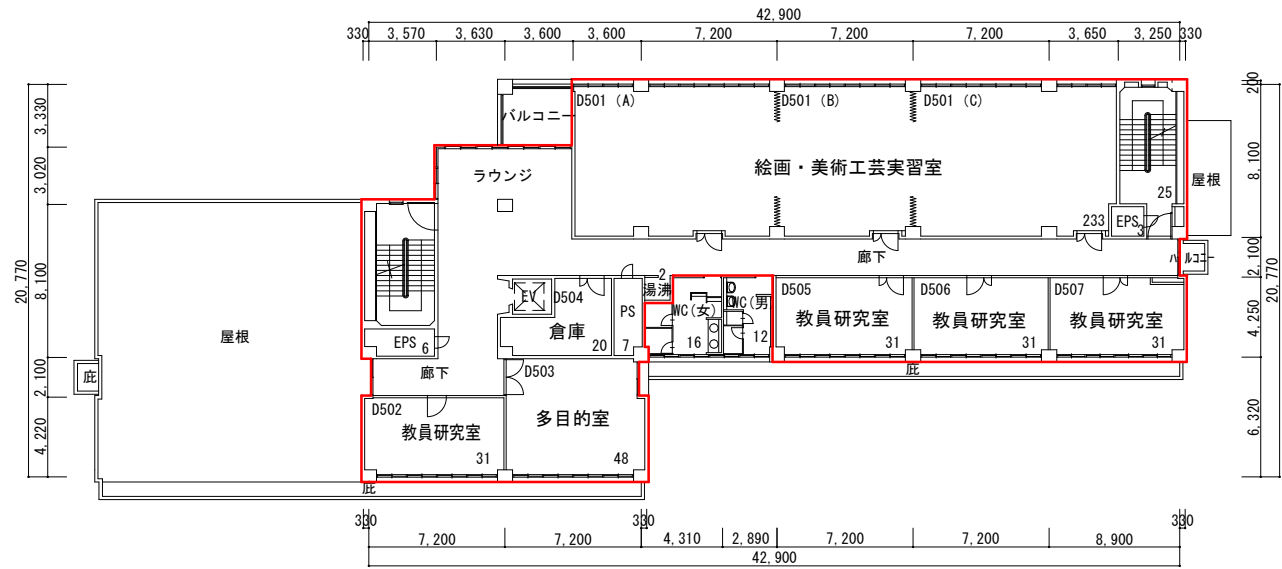 42,900
330 3,570 3,630 3,600 3,600 7,200 7,200 7,200 3,650 3,250 330
200
3,330
3,020
8,100
2,100
4,220
20,770
8,100
2,100
4,250
6,320
20,770
バルコニー
D501 (A)
D501 (B)
D501 (C)
ラウンジ
絵画・美術工芸実習室
25
屋根
233
EPS
3
廊下
バルコニー
2
湯沸
屋根
EV
D504
倉庫
20
PS
7
WC(女)
16
WC(男)
12
D505
教員研究室
31
D506
教員研究室
31
D507
教員研究室
31
EPS
6
庇
廊下
D503
多目的室
48
庇
D502
教員研究室
31
庇
330 330 330
7,200 7,200 4,310 2,890 7,200 7,200 8,900
42,900